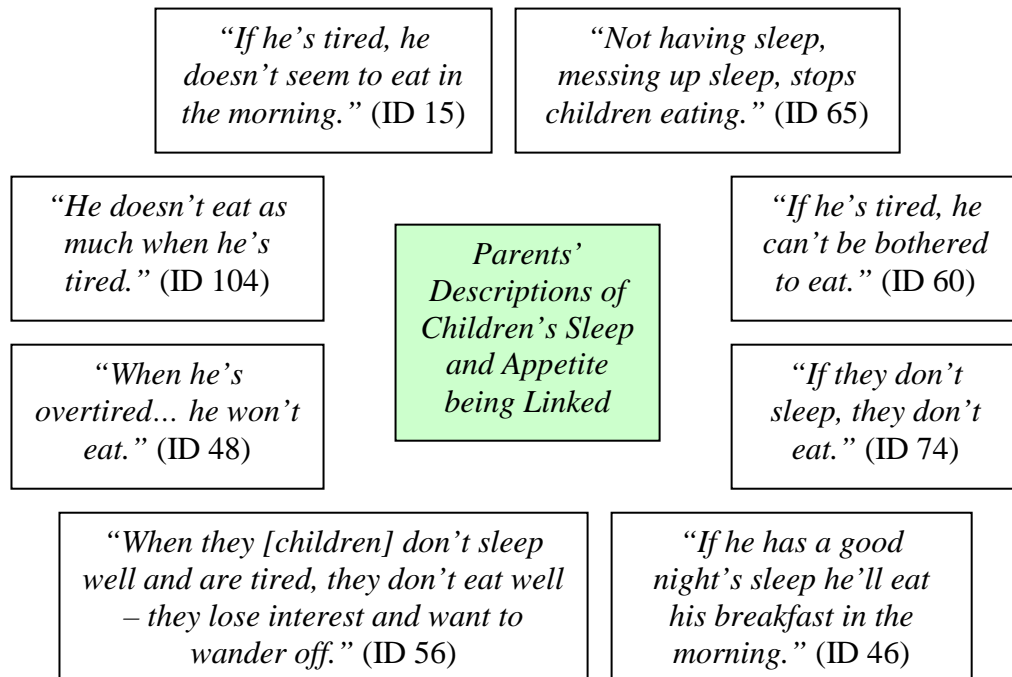 “If he’s tired, he
doesn’t seem to eat in
the morning.” (ID 15)
“Not having sleep,
messing up sleep, stops
children eating.” (ID 65)
“He doesn’t eat as
much when he’s
tired.” (ID 104)
Parents’
Descriptions of
Children’s Sleep
and Appetite
being Linked
“If he’s tired, he
can’t be bothered
to eat.” (ID 60)
“When he’s
overtired… he won’t
eat.” (ID 48)
“If they don’t
sleep, they don’t
eat.” (ID 74)
“When they [children] don’t sleep
well and are tired, they don’t eat well
– they lose interest and want to
wander off.” (ID 56)
“If he has a good
night’s sleep he’ll eat
his breakfast in the
morning.” (ID 46)